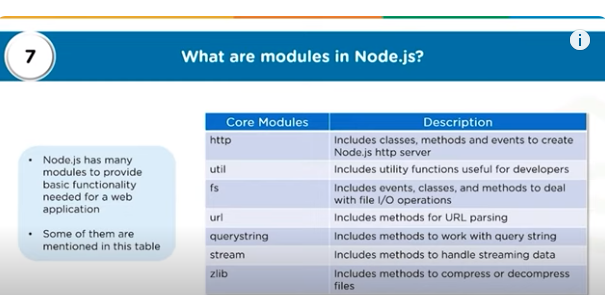 7
What are modules in Node.js?
i
• Node.js has many
modules to provide
basic functionality
needed for a web
application
• Some of them are
mentioned in this table
Core Modules Description
http Includes classes, methods and events to create
Node.js http server
util Includes utility functions useful for developers
fs Includes events, classes, and methods to deal
with file I/O operations
url Includes methods for URL parsing
querystring Includes methods to work with query string
stream Includes methods to handle streaming data
zlib Includes methods to compress or decompress
files